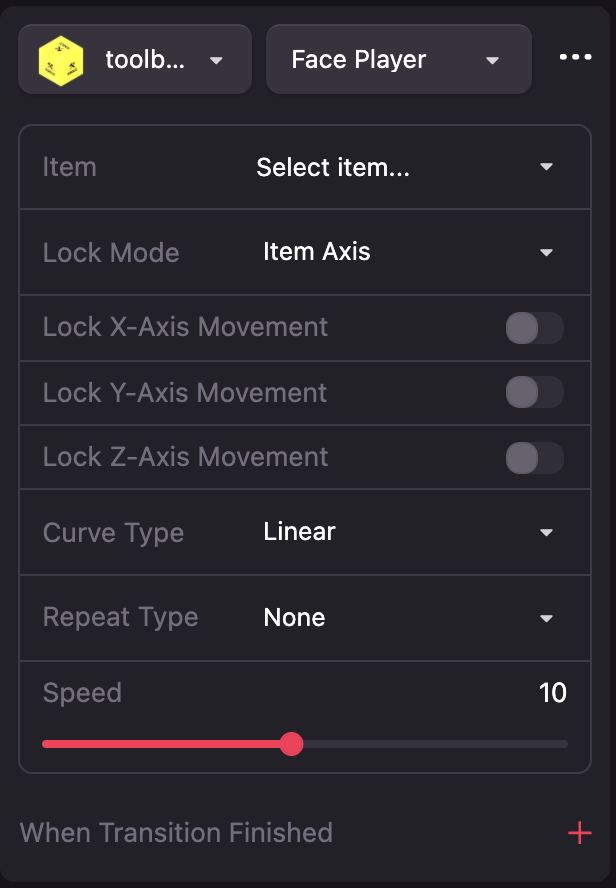 toolb...
Face Player
Item
Select item...
Lock Mode
Item Axis
Lock X-Axis Movement
Lock Y-Axis Movement
Lock Z-Axis Movement
Curve Type
Linear
Repeat Type
None
Speed
10
When Transition Finished